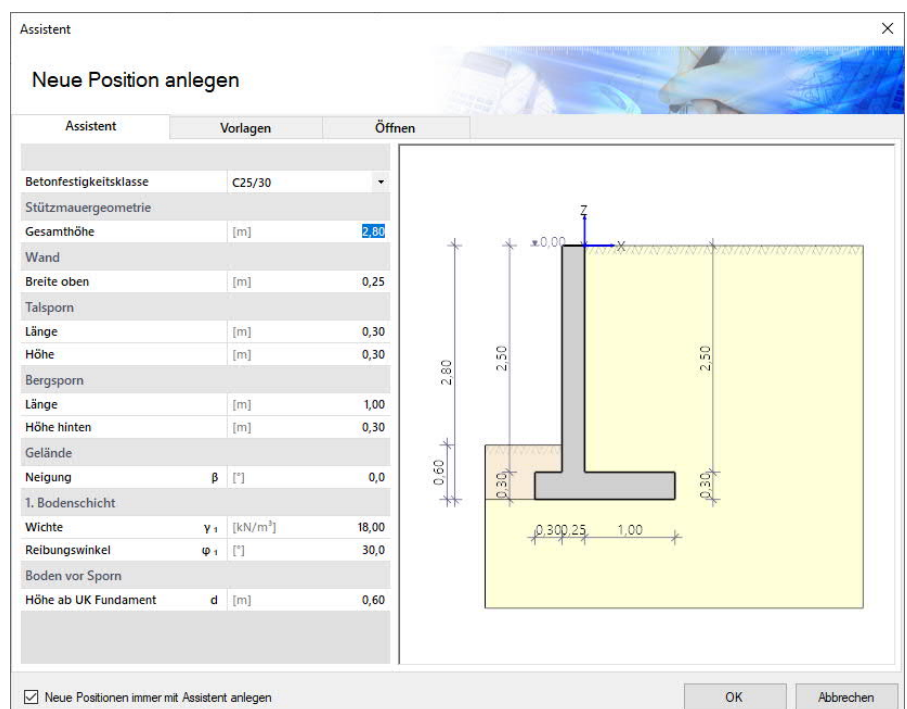 Assistent
Neue Position anlegen
Assistent Vorlagen Öffnen
Betonfestigkeitsklasse C25/30
Stützmauergeometrie
Gesamthöhe [m] 2,80
Wand
Breite oben [m] 0,25
Talsporn
Länge [m] 0,30
Höhe [m] 0,30
Bergsporn
Länge [m] 1,00
Höhe hinten [m] 0,30
Gelände
Neigung β [°] 0,0
1. Bodenschicht
Wichte γ 1 [kN/m³] 18,00
Reibungswinkel φ 1 [°] 30,0
Boden vor Sporn
Höhe ab UK Fundament d [m] 0,60
Z
0,00
X
2,80
2,50
2,50
0,60
0,30
0,30
0,30 0,25 1,00
Neue Positionen immer mit Assistent anlegen
OK Abbrechen